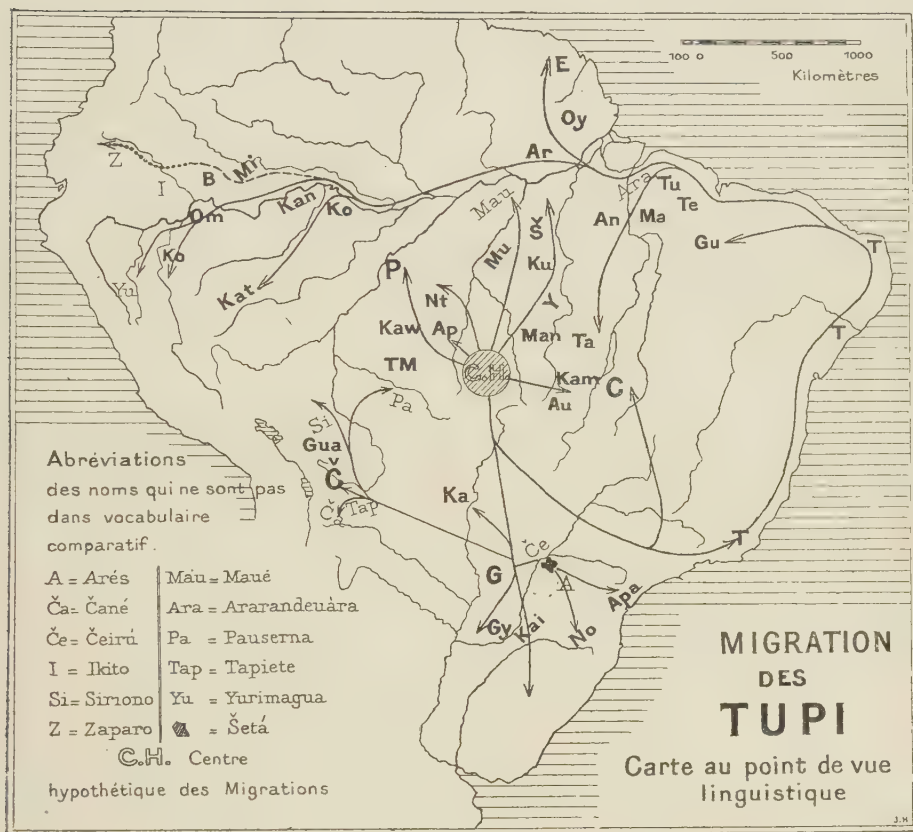 100 0 500 1000
Kilomètres
E
Oy
Ar
Z
I
B
Mi
Kan
Ko
Om
Ko
Yu
Kat
Mau
Ara
Tu
Te
An
Ma
Gu
T
T
T
P
Mu
Š
Ku
Nt
Y
Kaw
Ap
Man
Ta
TM
C.H.
Kam
Au
C
Pa
Si
Gua
Č
Ča
Tap
Ka
Če
G
A
Apa
Gy
Kai
No
Abréviations
des noms qui ne sont pas
dans vocabulaire
comparatif.
A = Arés
Ča = Čané
Če = Čeirú
I = Ikito
Si = Sirionó
Z = Zaparo
Mau = Maué
Ara = Ararandeuàra
Pa = Pauserna
Tap = Tapiete
Yu = Yurimagua
= Šetá
C.H. Centre
hypothétique des Migrations
MIGRATION
DES
TUPI
Carte au point de vue
linguistique
J.H.